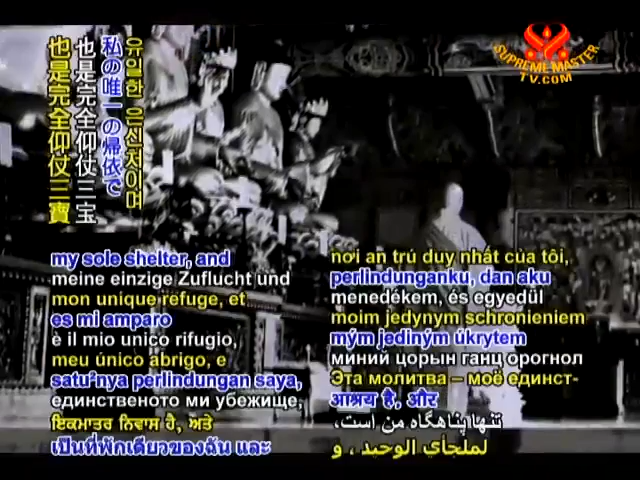 SUPREME MASTER
TV.COM
유일한 은신처이며
私の唯一の帰依で
也是完全仰仗三宝
也是完全仰仗三寶
my sole shelter, and
meine einzige Zuflucht und
mon unique refuge, et
es mi amparo
è il mio unico rifugio,
meu único abrigo, e
satu²nya perlindungan saya,
единственото ми убежище,
ਇਕਮਾਤਰ ਨਿਵਾਸ ਹੈ, ਅਤੇ
เป็นที่พักเดียวของฉัน และ
nơi an trú duy nhất của tôi,
perlindunganku, dan aku
menedékem, és egyedül
moim jedynym schronieniem
mým jediným úkrytem
миний цорын ганц орогнол
Эта молитва – моё единст-
आश्रय है, और
تنها پناهگاه من است،
لملجأي الوحيد ، و